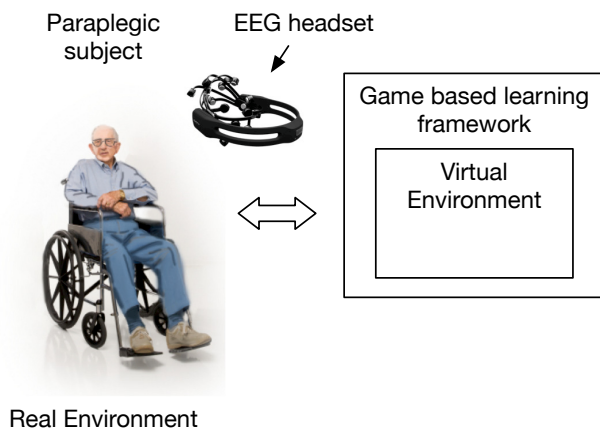 Paraplegic
subject
EEG headset
Game based learning
framework
Virtual
Environment
Real Environment